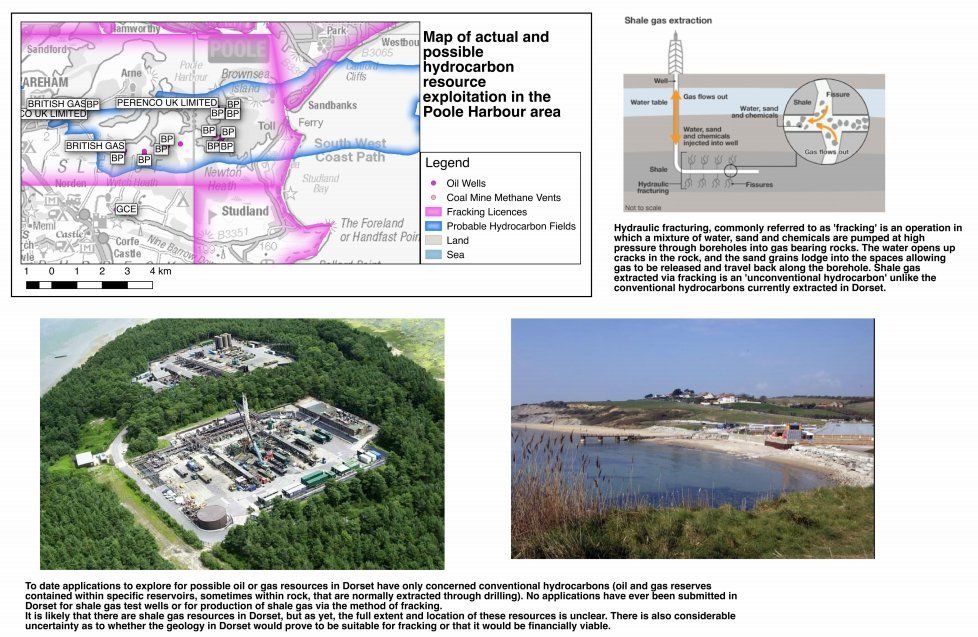 Map of actual and
possible
hydrocarbon
resource
exploitation in the
Poole Harbour area
Legend
Oil Wells
Coal Mine Methane Vents
Fracking Licences
Probable Hydrocarbon Fields
Land
Sea
Hamworthy
Sandford
POOLE
Park
Westbou
B3065
Poole
Harbour
Canford
Cliffs
Arne
Brownsea
Island
AREHAM
BRITISH GAS
BP
PERENCO UK LIMITED
BP
BP
BP
CO UK LIMITED
Sandbanks
BP
BP
BP
Toll
Ferry
BRITISH GAS
BP
BP
BP
South West
Coast Path
BP
BP
Newton
Heath
Studland
Bay
Norden
Wytch Heath
GCE
Studland
The Foreland
or Handfast Poin
Castle
Corfe
Castle
Nine Barrow
B3351
160
1 0 1 2 3 4 km
Shale gas extraction
Well
Gas flows out
Water table
Water, sand
and chemicals
injected into well
Shale
Hydraulic
fracturing
Fissures
Fissure
Shale
Water, sand
and chemicals
Gas flows out
Not to scale
Hydraulic fracturing, commonly referred to as 'fracking' is an operation in
which a mixture of water, sand and chemicals are pumped at high
pressure through boreholes into gas bearing rocks. The water opens up
cracks in the rock, and the sand grains lodge into the spaces allowing
gas to be released and travel back along the borehole. Shale gas
extracted via fracking is an 'unconventional hydrocarbon' unlike the
conventional hydrocarbons currently extracted in Dorset.
To date applications to explore for possible oil or gas resources in Dorset have only concerned conventional hydrocarbons (oil and gas reserves
contained within specific reservoirs, sometimes within rock, that are normally extracted through drilling). No applications have ever been submitted in
Dorset for shale gas test wells or for production of shale gas via the method of fracking.
It is likely that there are shale gas resources in Dorset, but as yet, the full extent and location of these resources is unclear. There is also considerable
uncertainty as to whether the geology in Dorset would prove to be suitable for fracking or that it would be financially viable.